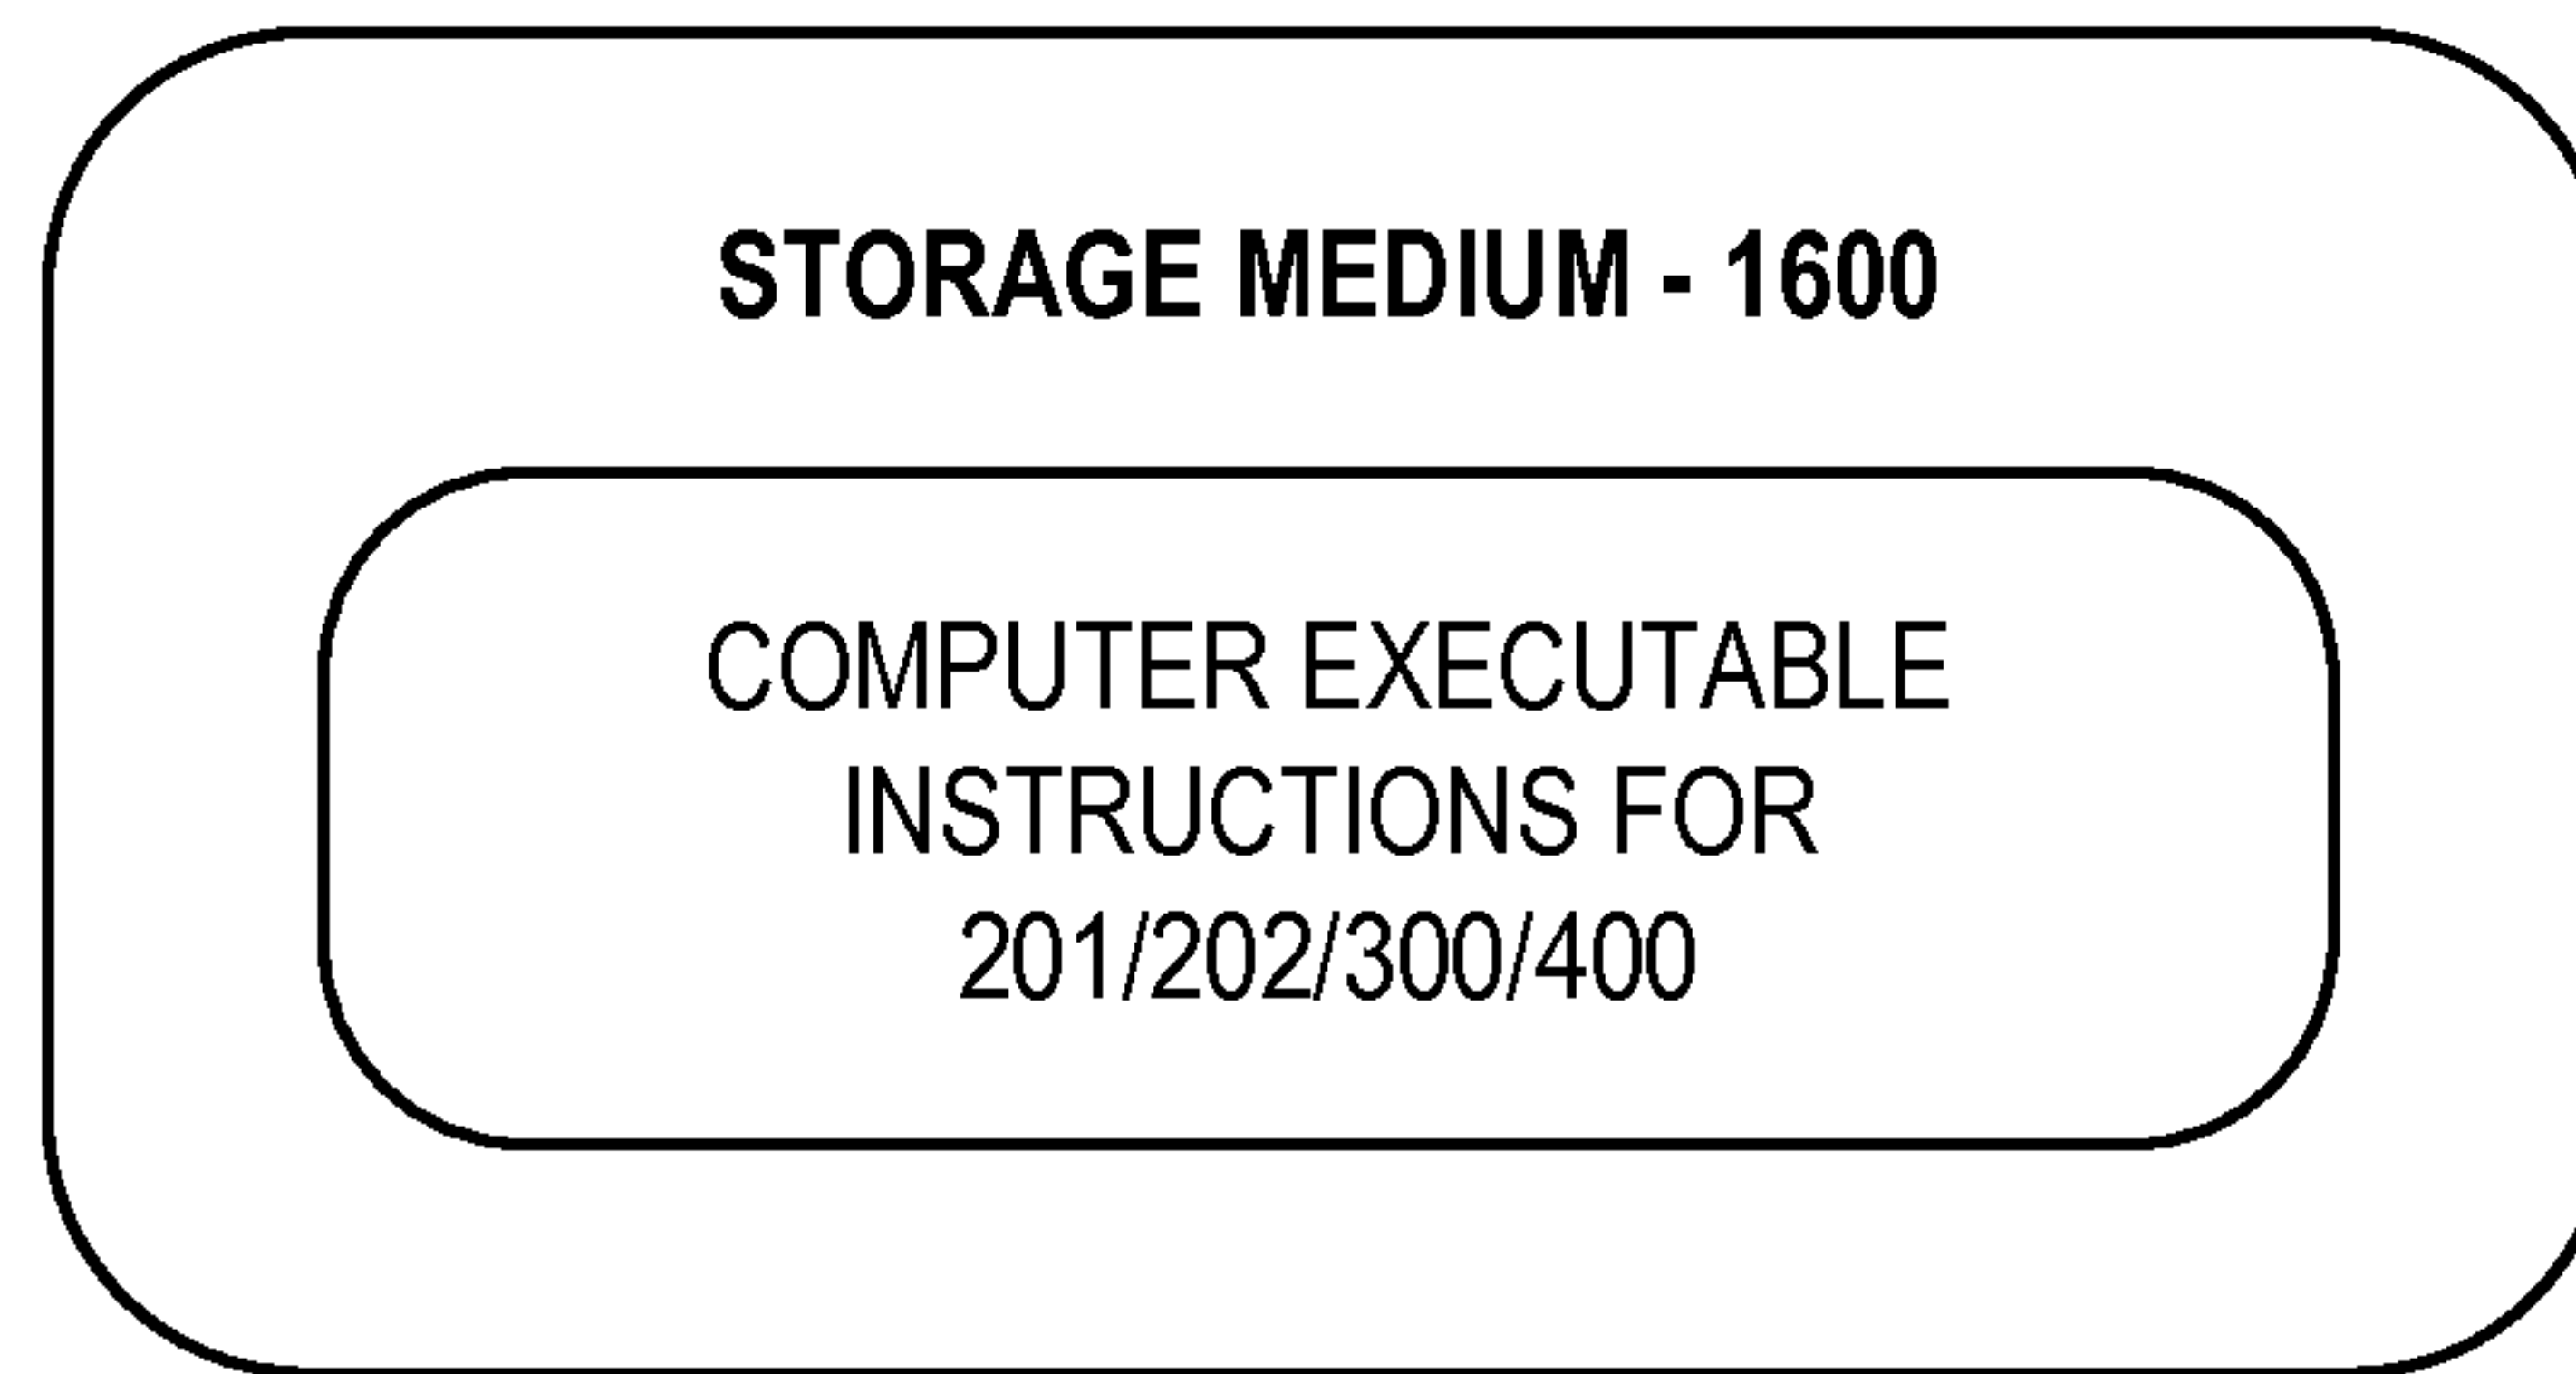 STORAGE MEDIUM - 1600
COMPUTER EXECUTABLE
INSTRUCTIONS FOR
201/202/300/400